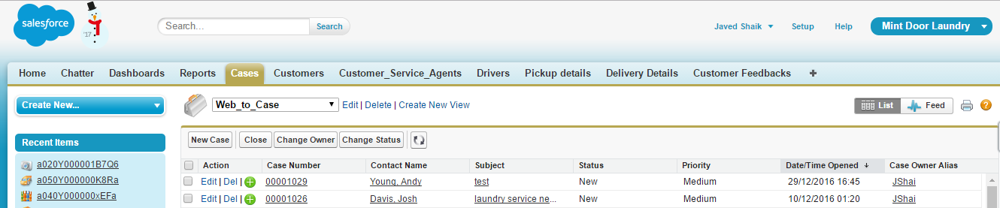 salesforce
'17
Search...
Search
Javed Shaik
Setup
Help
Mint Door Laundry
Home Chatter Dashboards Reports Cases Customers Customer_Service_Agents Drivers Pickup details Delivery Details Customer Feedbacks +
Create New...
Web_to_Case Edit | Delete | Create New View
List Feed ?
Recent Items
a020Y000001B7Q6
a050Y000000K8Ra
a040Y000000xEFa
New Case Close Change Owner Change Status
Action Case Number Contact Name Subject Status Priority Date/Time Opened Case Owner Alias
Edit | Del | 00001029 Young, Andy test New Medium 29/12/2016 16:45 JShai
Edit | Del | 00001026 Davis, Josh laundry service ne... New Medium 10/12/2016 01:20 JShai